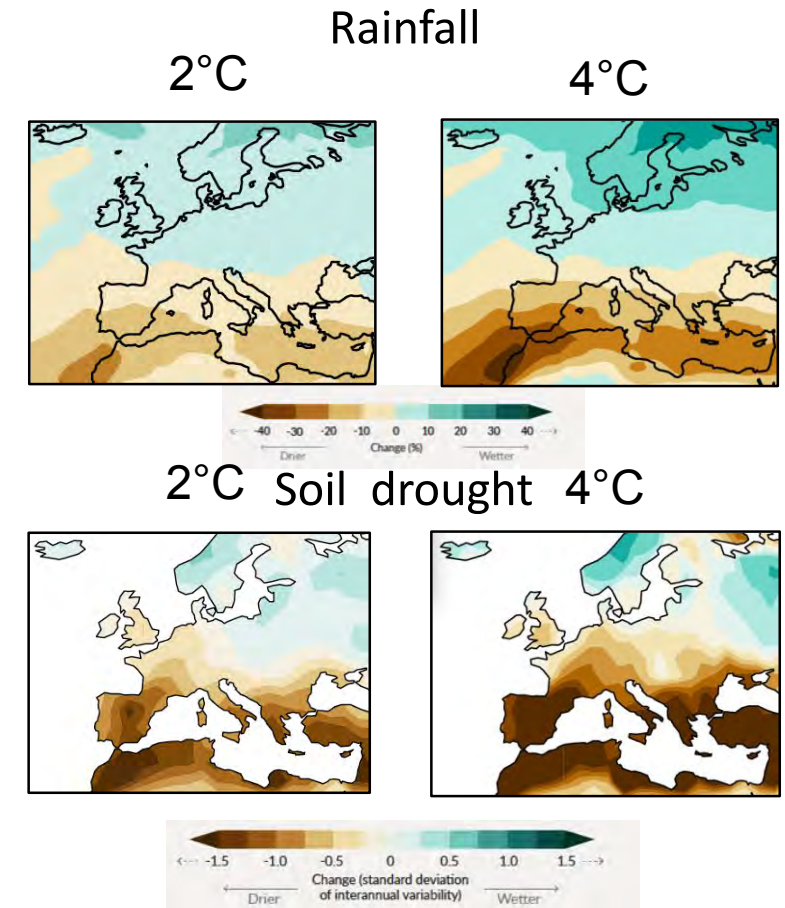 Rainfall
2°C 4°C
-40 -30 -20 -10 0 10 20 30 40
Change (%)
Drier Wetter
2°C Soil drought 4°C
-1.5 -1.0 -0.5 0 0.5 1.0 1.5
Change (standard deviation
of interannual variability)
Drier Wetter